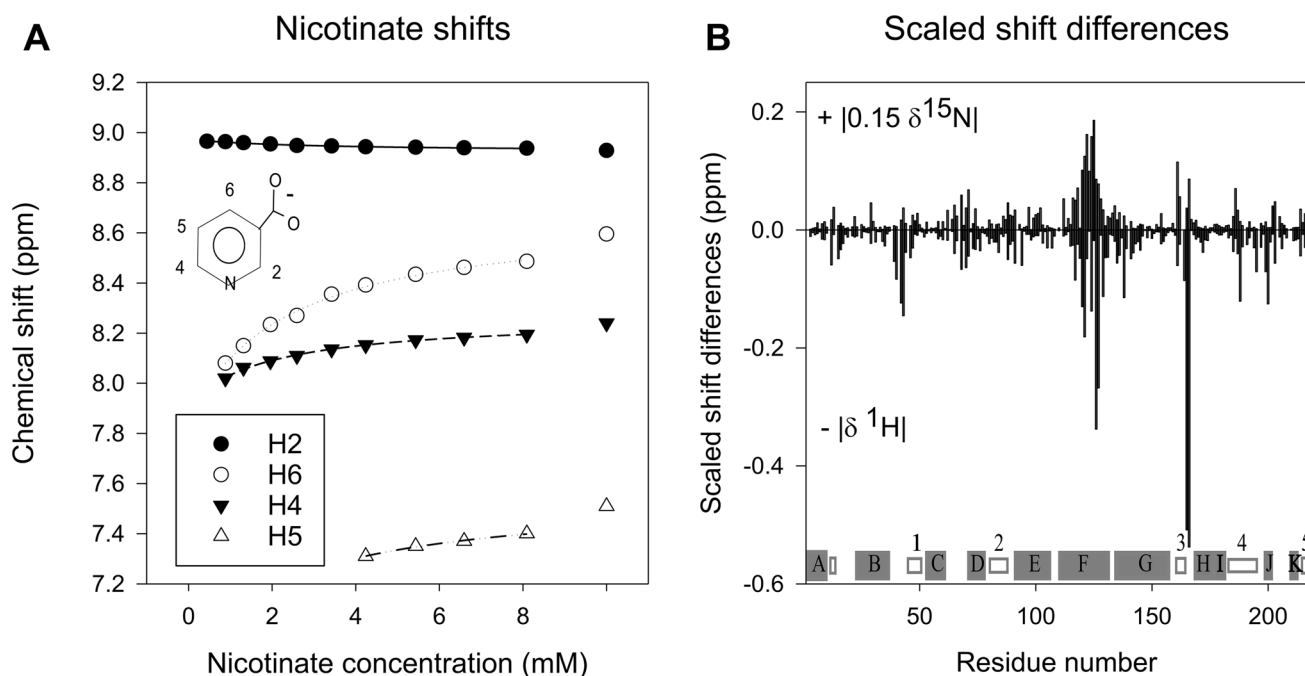 A
Nicotinate shifts
Chemical shift (ppm)
9.2
9.0
8.8
8.6
8.4
8.2
8.0
7.8
7.6
7.4
7.2
6
5
4
N
2
O
-
O
H2
H6
H4
H5
0
2
4
6
8
Nicotinate concentration (mM)
B
Scaled shift differences
Scaled shift differences (ppm)
0.2
0.0
-0.2
-0.4
-0.6
+ |0.15 δ ¹⁵N|
- |δ ¹H|
1
2
3
4
5
A
B
C
D
E
F
G
H
I
J
K
50
100
150
200
Residue number